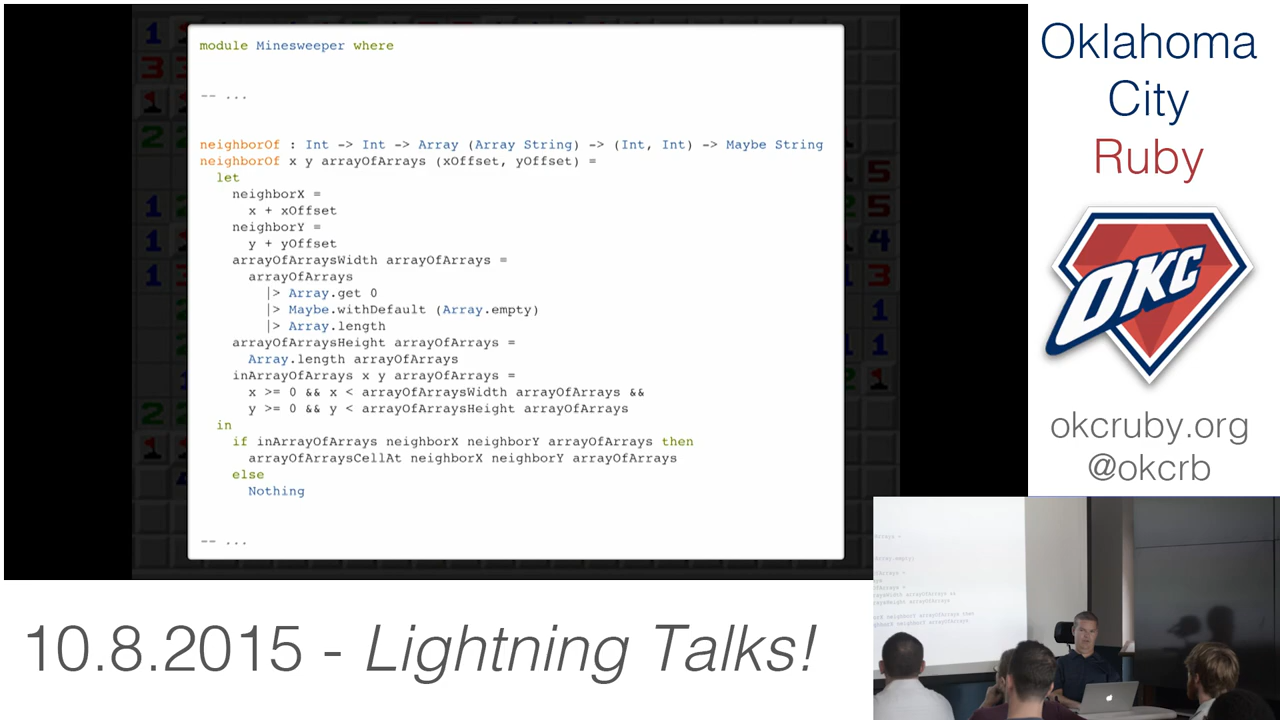 module Minesweeper where
-- ...
neighborOf : Int -> Int -> Array (Array String) -> (Int, Int) -> Maybe String
neighborOf x y arrayOfArrays (xOffset, yOffset) =
let
neighborX =
x + xOffset
neighborY =
y + yOffset
arrayOfArraysWidth arrayOfArrays =
arrayOfArrays
|> Array.get 0
|> Maybe.withDefault (Array.empty)
|> Array.length
arrayOfArraysHeight arrayOfArrays =
Array.length arrayOfArrays
inArrayOfArrays x y arrayOfArrays =
x >= 0 && x < arrayOfArraysWidth arrayOfArrays &&
y >= 0 && y < arrayOfArraysHeight arrayOfArrays
in
if inArrayOfArrays neighborX neighborY arrayOfArrays then
arrayOfArraysCellAt neighborX neighborY arrayOfArrays
else
Nothing
-- ...
Oklahoma
City
Ruby
OKC
okcruby.org
@okcrb
10.8.2015 - Lightning Talks!